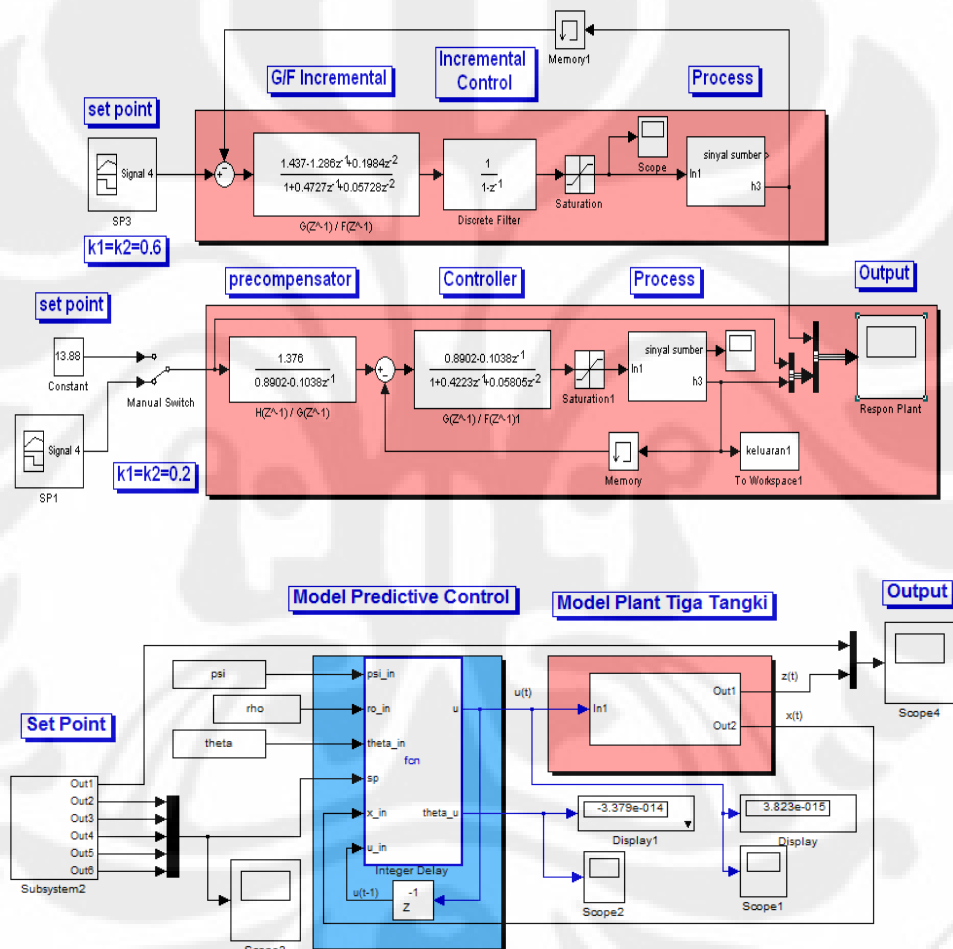 Memory1
G/F Incremental
Incremental
Control
Process
set point
Signal 4
SP3
+
-
1.437-1.286z-1+0.1984z-2
1+0.4727z-1+0.05728z-2
G(Z^-1) / F(Z^-1)
1
1-z-1
Discrete Filter
Saturation
Scope
In1
sinyal sumber
h3
k1=k2=0.6
precompensator
Controller
Process
Output
set point
13.88
Constant
Manual Switch
Signal 4
SP1
1.376
0.8902-0.1038z-1
H(Z^-1) / G(Z^-1)
+
-
0.8902-0.1038z-1
1+0.4223z-1+0.05805z-2
G(Z^-1) / F(Z^-1)1
Saturation1
In1
sinyal sumber
h3
Respon Plant
k1=k2=0.2
Memory
keluaran1
To Workspace1
Model Predictive Control
Model Plant Tiga Tangki
Output
psi
rho
theta
psi_in
ro_in
theta_in
sp
x_in
u_in
fcn
u
theta_u
u(t)
In1
Out1
Out2
z(t)
x(t)
Scope4
Set Point
Out1
Out2
Out3
Out4
Out5
Out6
Subsystem2
-3.379e-014
Display1
3.823e-015
Display
Integer Delay
u(t-1)
-1
Z
Scope2
Scope1